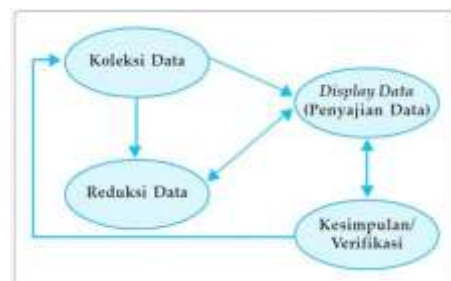 Koleksi Data
Display Data
(Penyajian Data)
Reduksi Data
Kesimpulan/
Verifikasi